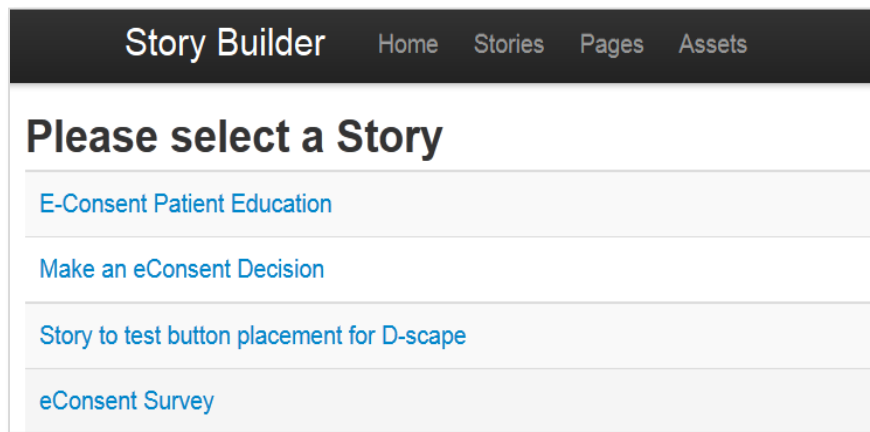 Story Builder Home Stories Pages Assets
Please select a Story
E-Consent Patient Education
Make an eConsent Decision
Story to test button placement for D-scape
eConsent Survey